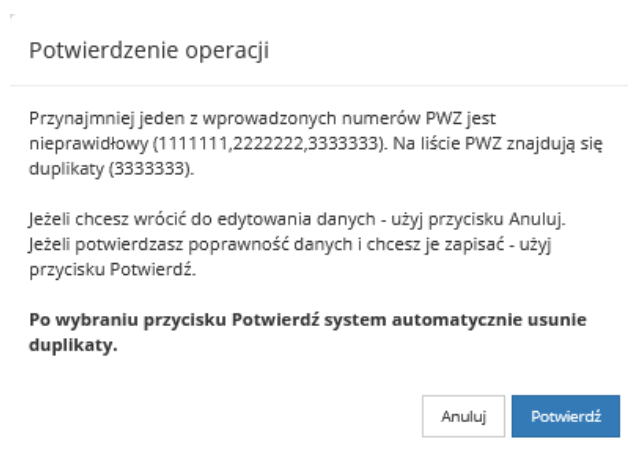 Potwierdzenie operacji
Przynajmniej jeden z wprowadzonych numerów PWZ jest
nieprawidłowy (1111111,2222222,3333333). Na liście PWZ znajdują się
duplikaty (3333333).
Jeżeli chcesz wrócić do edytowania danych - użyj przycisku Anuluj.
Jeżeli potwierdzasz poprawność danych i chcesz je zapisać - użyj
przycisku Potwierdź.
Po wybraniu przycisku Potwierdź system automatycznie usunie
duplikaty.
Anuluj Potwierdź